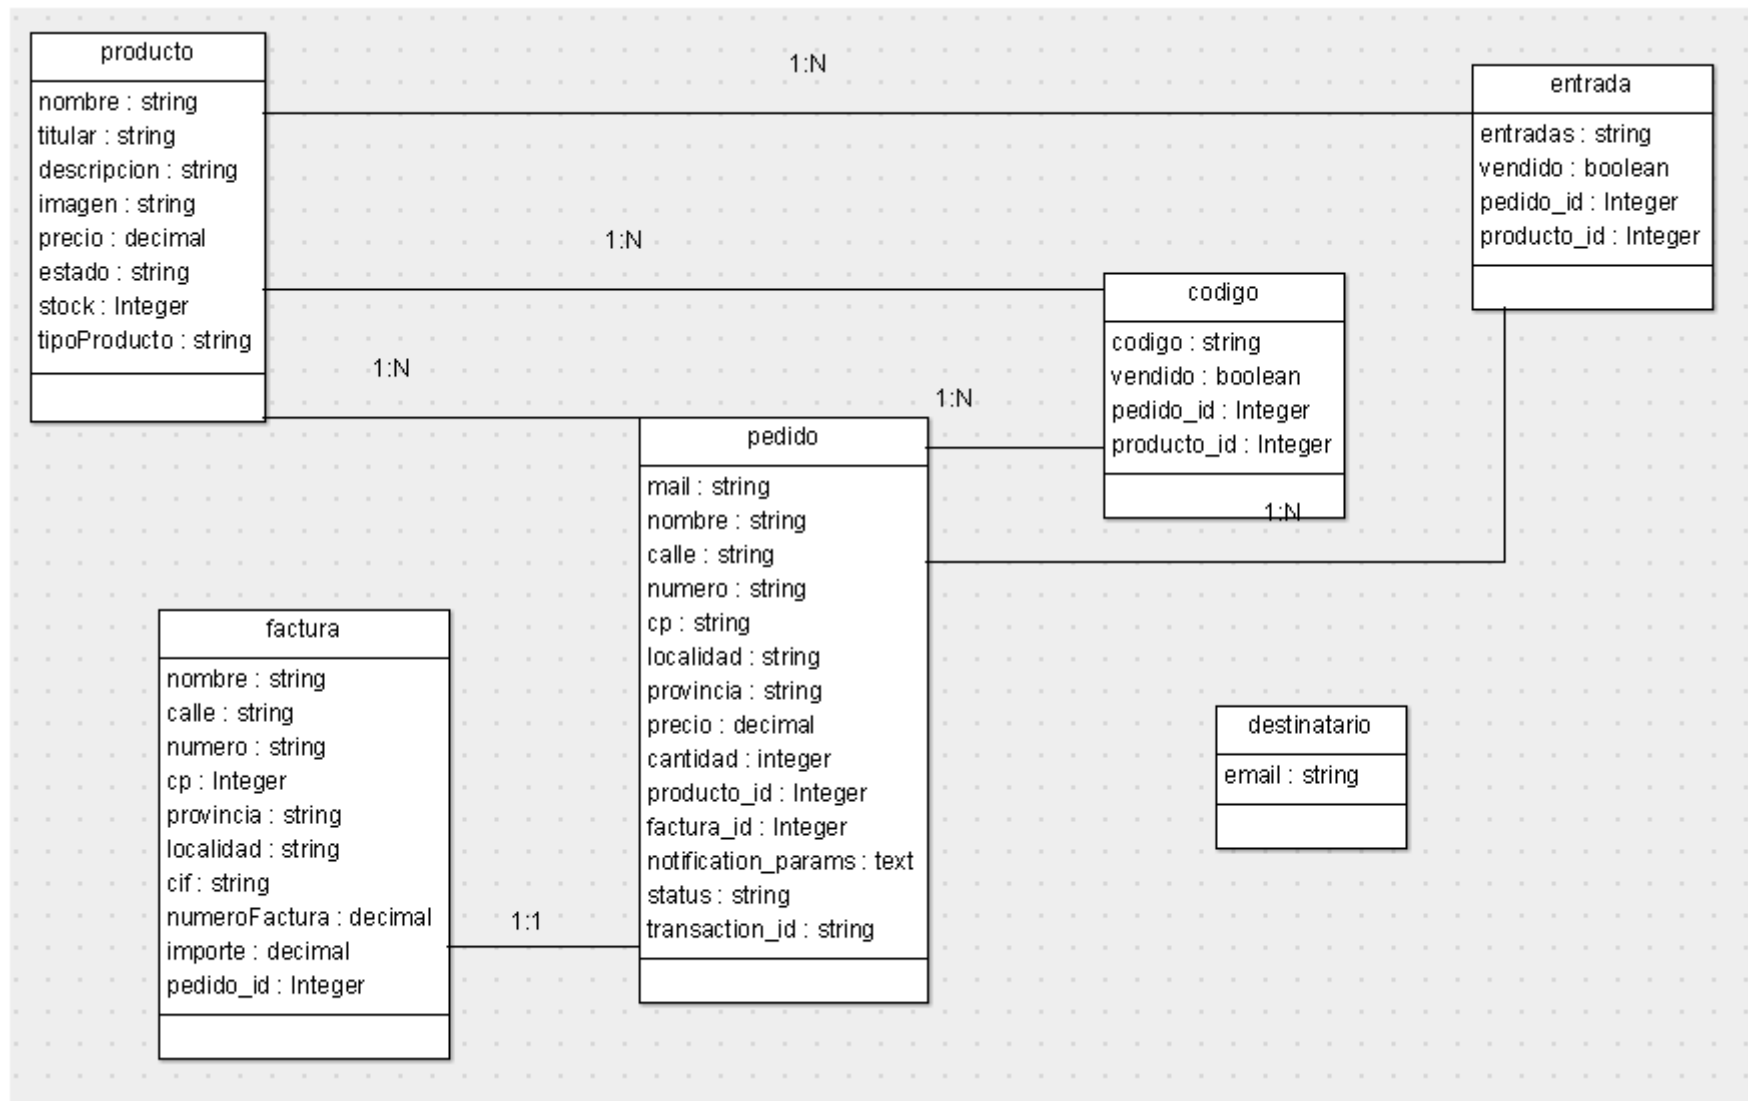 producto
nombre : string
titular : string
descripcion : string
imagen : string
precio : decimal
estado : string
stock : Integer
tipoProducto : string
1:N
entrada
entradas : string
vendido : boolean
pedido_id : Integer
producto_id : Integer
1:N
codigo
codigo : string
vendido : boolean
pedido_id : Integer
producto_id : Integer
1:N
1:N
1:N
pedido
mail : string
nombre : string
calle : string
numero : string
cp : string
localidad : string
provincia : string
precio : decimal
cantidad : integer
producto_id : Integer
factura_id : Integer
notification_params : text
status : string
transaction_id : string
factura
nombre : string
calle : string
numero : string
cp : Integer
provincia : string
localidad : string
cif : string
numeroFactura : decimal
importe : decimal
pedido_id : Integer
1:1
destinatario
email : string